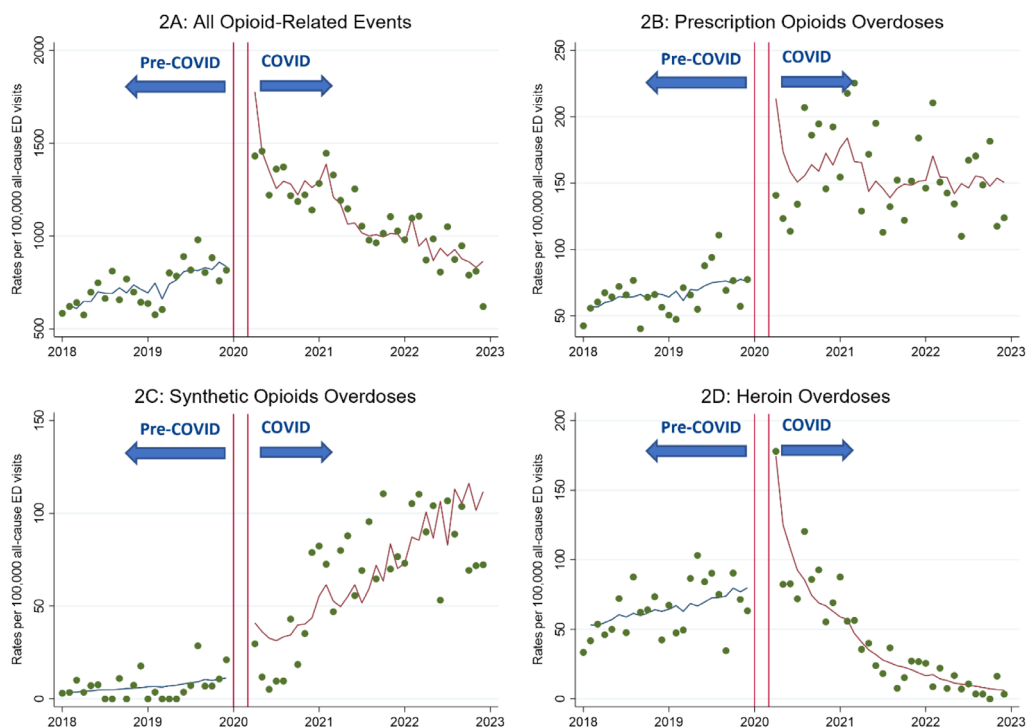 2A: All Opioid-Related Events
Rates per 100,000 all-cause ED visits
500 1000 1500 2000
Pre-COVID COVID
2018 2019 2020 2021 2022 2023
2B: Prescription Opioids Overdoses
Rates per 100,000 all-cause ED visits
50 100 150 200 250
Pre-COVID COVID
2018 2019 2020 2021 2022 2023
2C: Synthetic Opioids Overdoses
Rates per 100,000 all-cause ED visits
0 50 100 150
Pre-COVID COVID
2018 2019 2020 2021 2022 2023
2D: Heroin Overdoses
Rates per 100,000 all-cause ED visits
0 50 100 150 200
Pre-COVID COVID
2018 2019 2020 2021 2022 2023